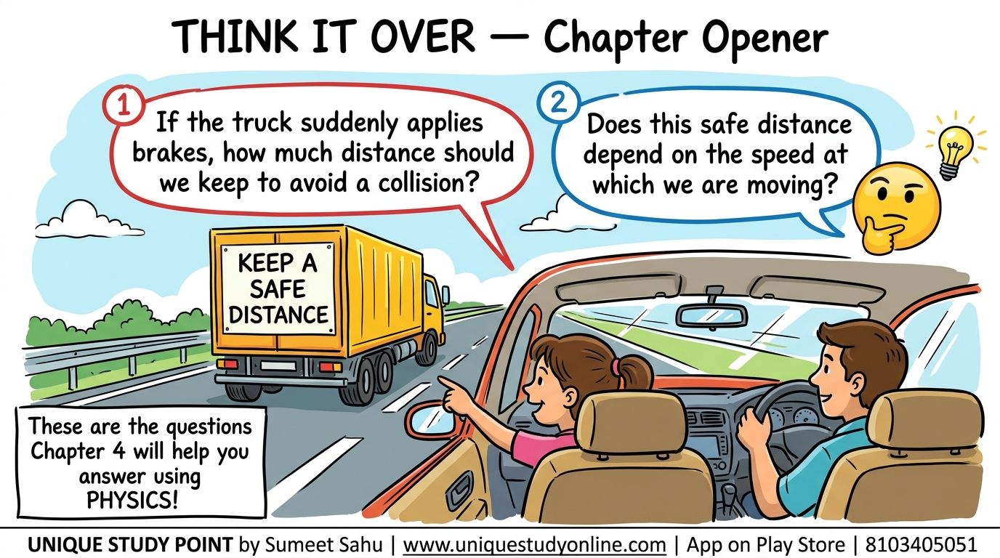 THINK IT OVER — Chapter Opener
1
If the truck suddenly applies
brakes, how much distance should
we keep to avoid a collision?
2
Does this safe distance
depend on the speed at
which we are moving?
KEEP A
SAFE
DISTANCE
These are the questions
Chapter 4 will help you
answer using
PHYSICS!
UNIQUE STUDY POINT by Sumeet Sahu | www.uniquestudyonline.com | App on Play Store | 8103405051